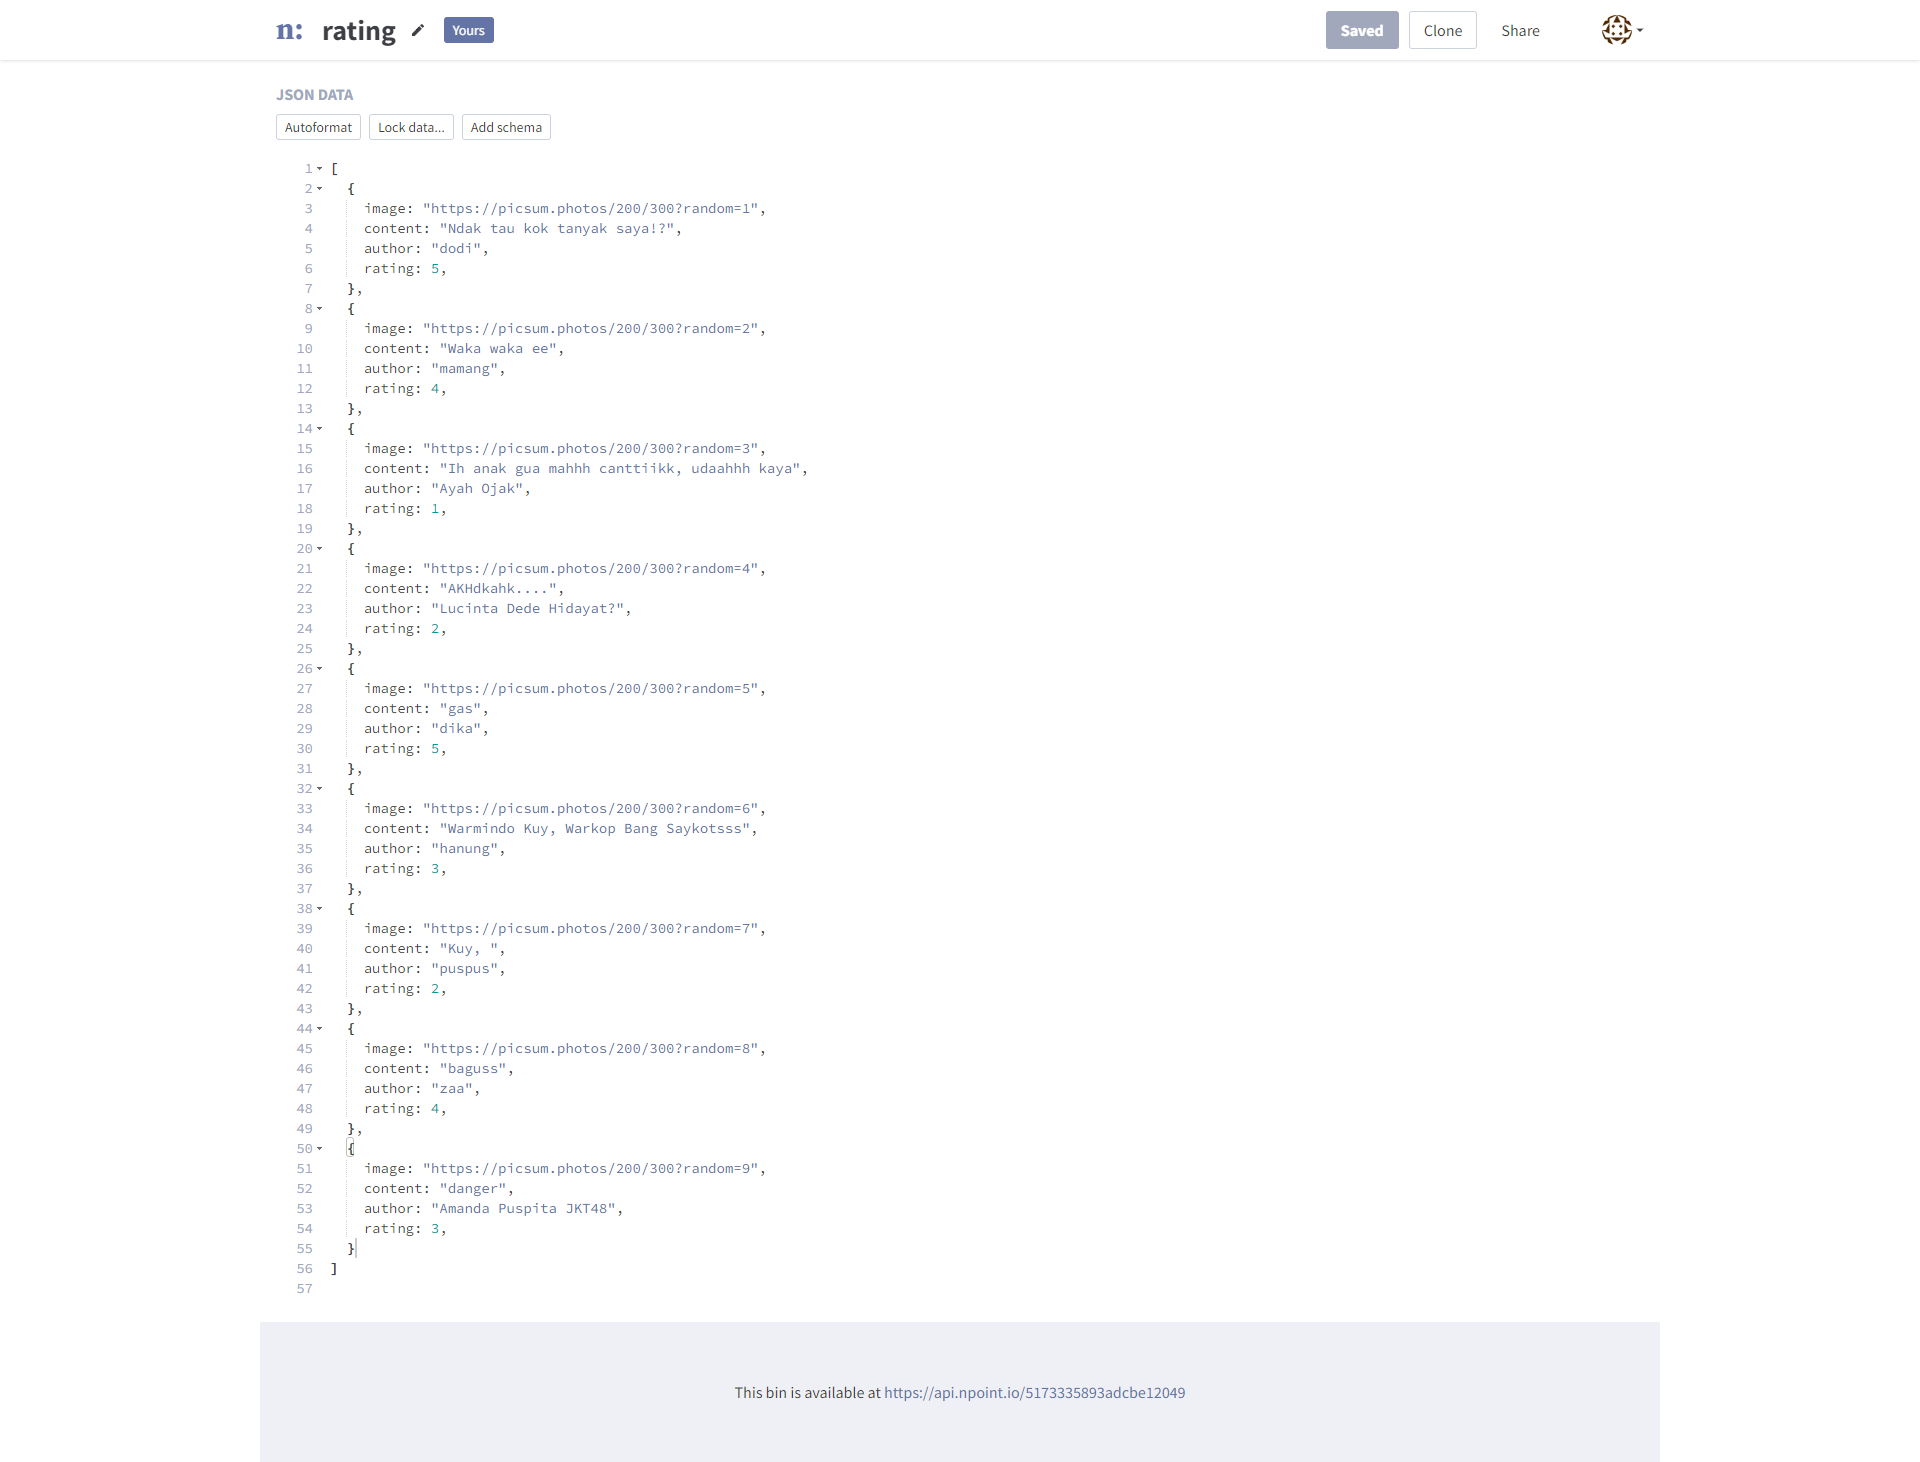 n: rating Yours Saved Clone Share
JSON DATA
Autoformat Lock data... Add schema
1 [
2 {
3 image: "https://picsum.photos/200/300?random=1",
4 content: "Ndak tau kok tanyak saya!?",
5 author: "dodi",
6 rating: 5,
7 },
8 {
9 image: "https://picsum.photos/200/300?random=2",
10 content: "Waka waka ee",
11 author: "mamang",
12 rating: 4,
13 },
14 {
15 image: "https://picsum.photos/200/300?random=3",
16 content: "Ih anak gua mahhh canttiikk, udaahhh kaya",
17 author: "Ayah Ojak",
18 rating: 1,
19 },
20 {
21 image: "https://picsum.photos/200/300?random=4",
22 content: "AKHdkahk....",
23 author: "Lucinta Dede Hidayat?",
24 rating: 2,
25 },
26 {
27 image: "https://picsum.photos/200/300?random=5",
28 content: "gas",
29 author: "dika",
30 rating: 5,
31 },
32 {
33 image: "https://picsum.photos/200/300?random=6",
34 content: "Warmindo Kuy, Warkop Bang Saykotsss",
35 author: "hanung",
36 rating: 3,
37 },
38 {
39 image: "https://picsum.photos/200/300?random=7",
40 content: "Kuy, ",
41 author: "puspus",
42 rating: 2,
43 },
44 {
45 image: "https://picsum.photos/200/300?random=8",
46 content: "baguss",
47 author: "zaa",
48 rating: 4,
49 },
50 {
51 image: "https://picsum.photos/200/300?random=9",
52 content: "danger",
53 author: "Amanda Puspita JKT48",
54 rating: 3,
55 }
56 ]
57
This bin is available at https://api.npoint.io/5173335893adcbe12049